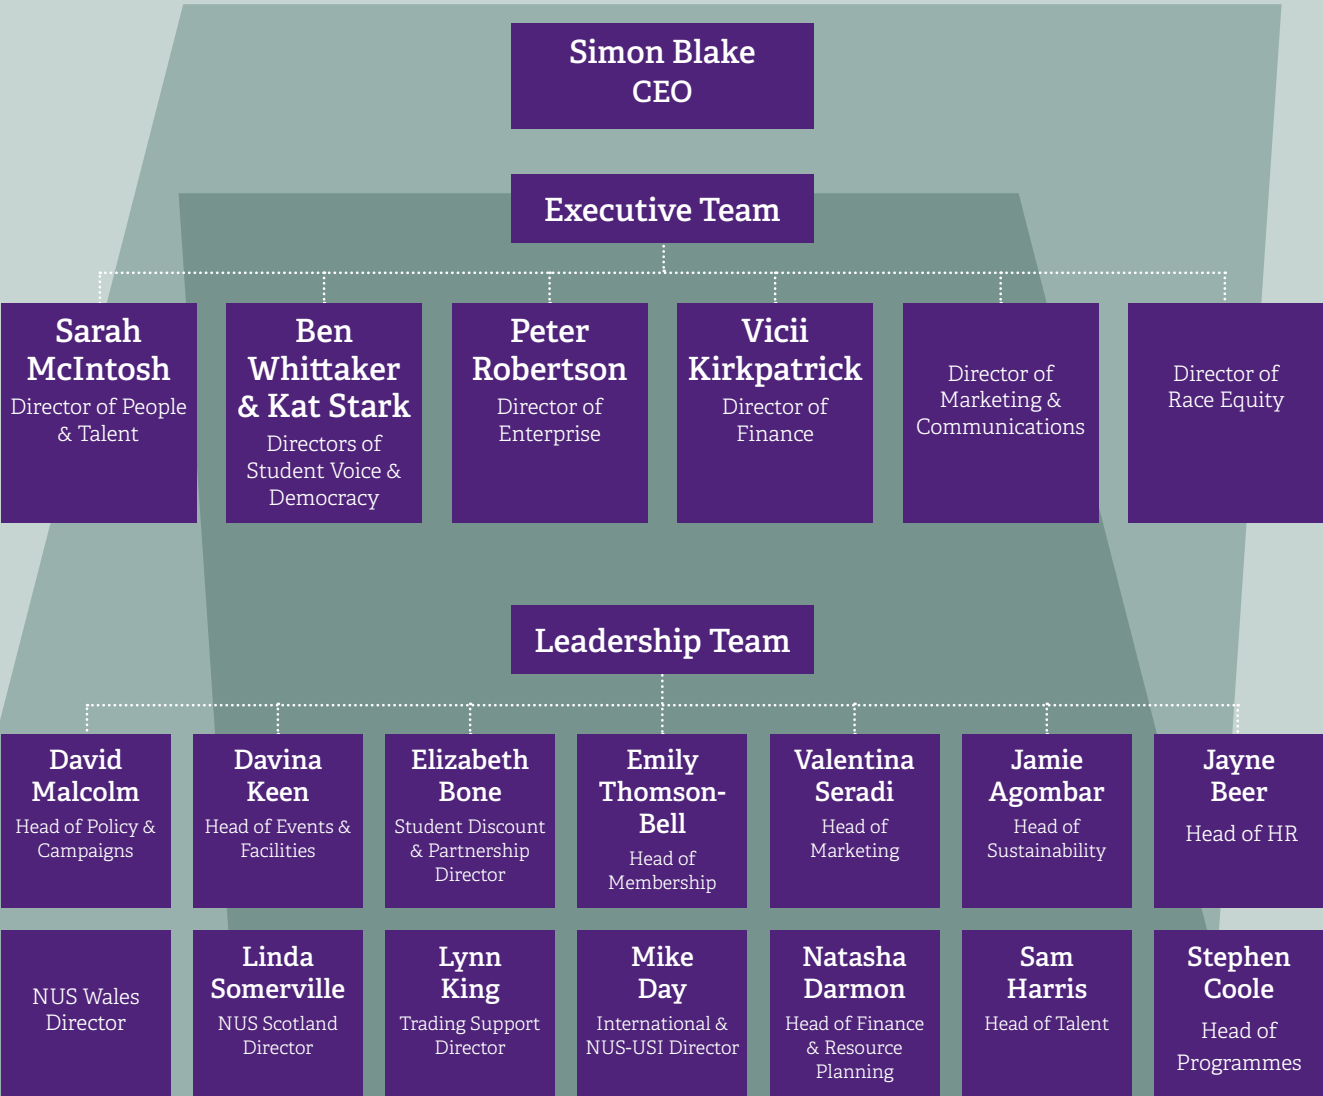 Simon Blake
CEO
Executive Team
Sarah
McIntosh
Director of People
& Talent
Ben
Whittaker
& Kat Stark
Directors of
Student Voice &
Democracy
Peter
Robertson
Director of
Enterprise
Vicii
Kirkpatrick
Director of
Finance
Director of
Marketing &
Communications
Director of
Race Equity
Leadership Team
David
Malcolm
Head of Policy &
Campaigns
Davina
Keen
Head of Events &
Facilities
Elizabeth
Bone
Student Discount
& Partnership
Director
Emily
Thomson-
Bell
Head of
Membership
Valentina
Seradi
Head of
Marketing
Jamie
Agombar
Head of
Sustainability
Jayne
Beer
Head of HR
NUS Wales
Director
Linda
Somerville
NUS Scotland
Director
Lynn
King
Trading Support
Director
Mike
Day
International &
NUS-USI Director
Natasha
Darmon
Head of Finance
& Resource
Planning
Sam
Harris
Head of Talent
Stephen
Coole
Head of
Programmes